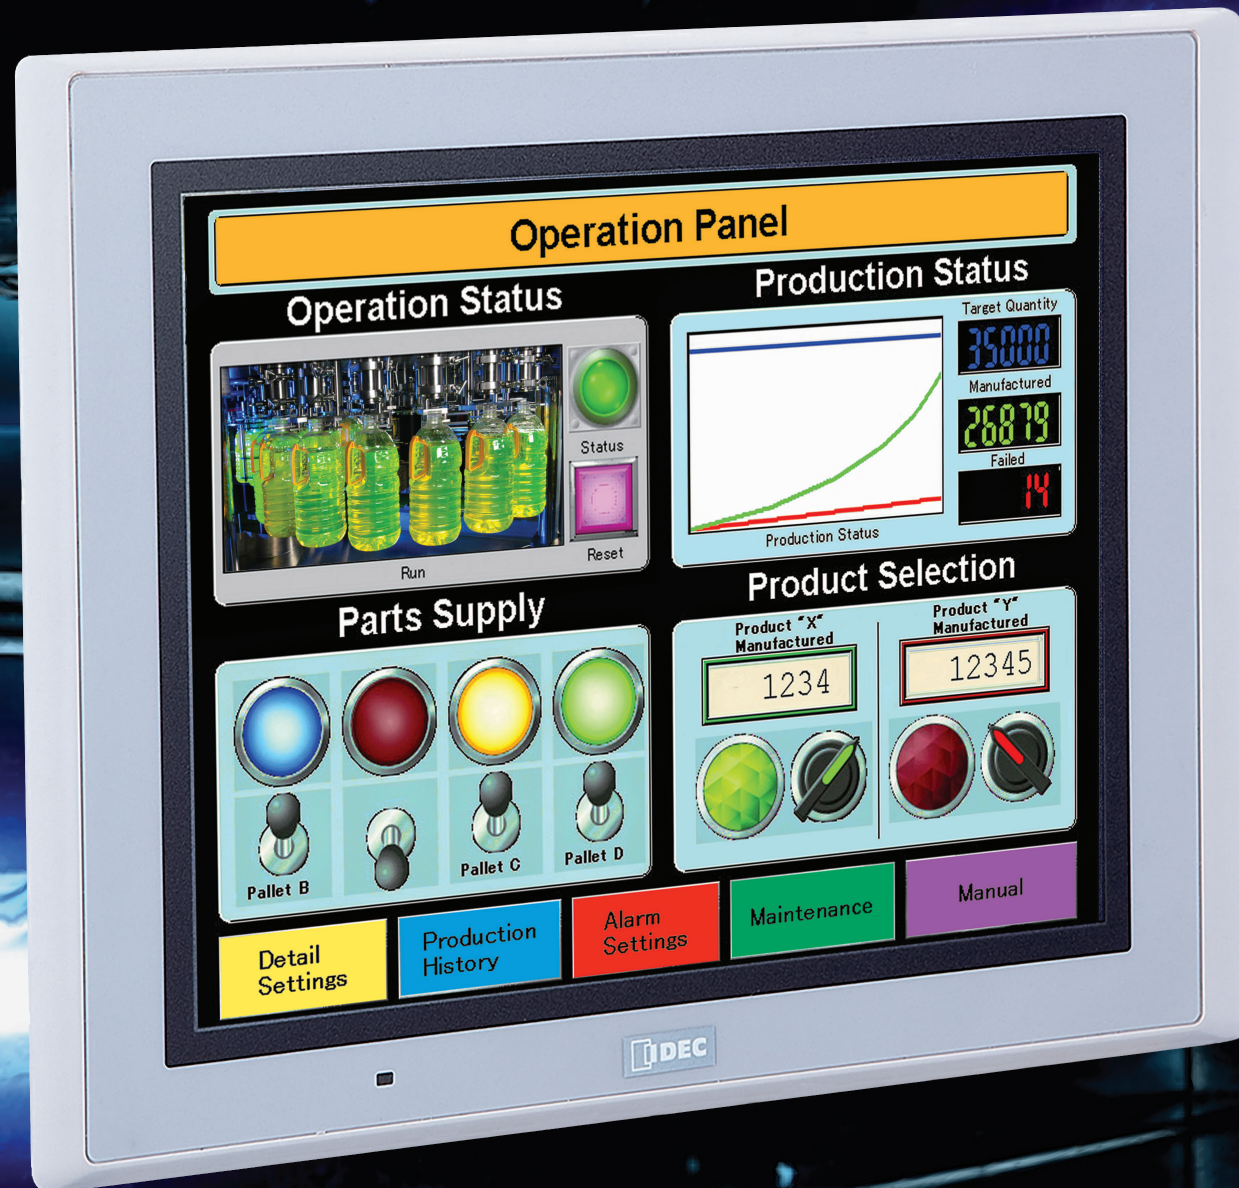 Operation Panel
Operation Status
Status
Reset
Run
Production Status
Target Quantity
35000
Manufactured
26879
Failed
14
Production Status
Parts Supply
Pallet B
Pallet C
Pallet D
Product Selection
Product "X"
Manufactured
1234
Product "Y"
Manufactured
12345
Detail
Settings
Production
History
Alarm
Settings
Maintenance
Manual
IDEC